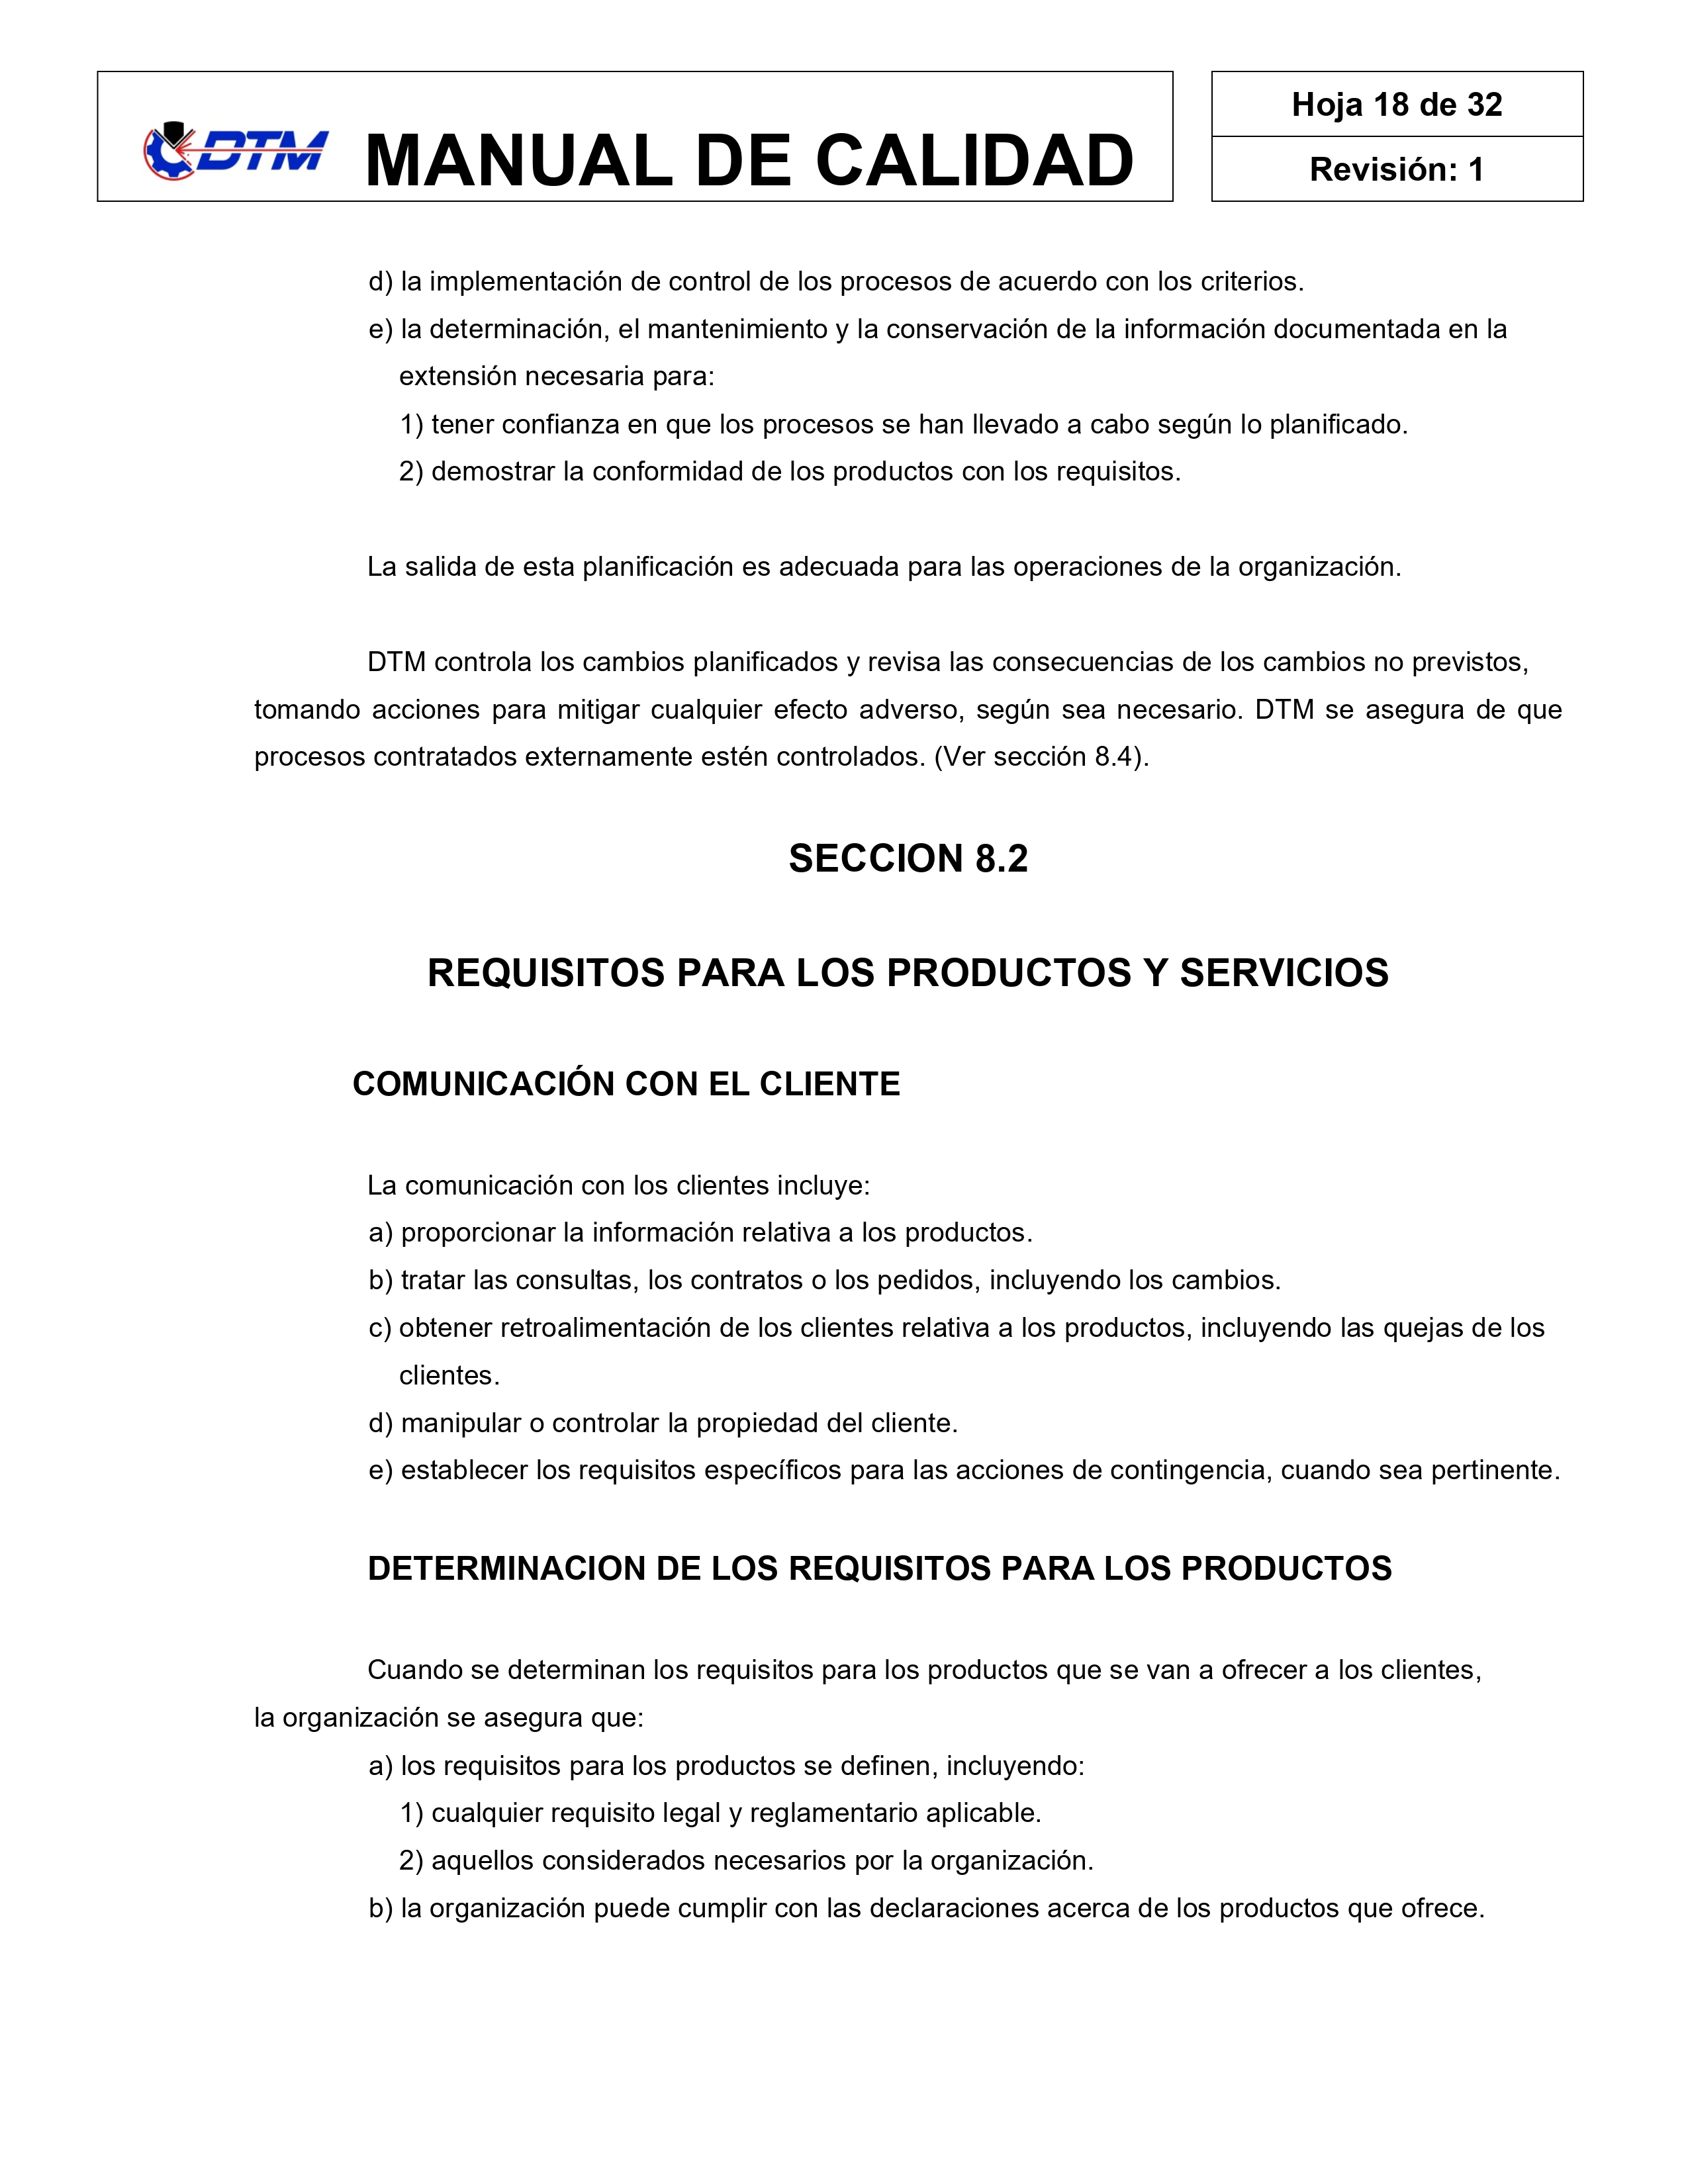 DTM
MANUAL DE CALIDAD
Hoja 18 de 32
Revisión: 1
d) la implementación de control de los procesos de acuerdo con los criterios.
e) la determinación, el mantenimiento y la conservación de la información documentada en la
extensión necesaria para:
1) tener confianza en que los procesos se han llevado a cabo según lo planificado.
2) demostrar la conformidad de los productos con los requisitos.
La salida de esta planificación es adecuada para las operaciones de la organización.
DTM controla los cambios planificados y revisa las consecuencias de los cambios no previstos,
tomando acciones para mitigar cualquier efecto adverso, según sea necesario. DTM se asegura de que
procesos contratados externamente estén controlados. (Ver sección 8.4).
SECCION 8.2
REQUISITOS PARA LOS PRODUCTOS Y SERVICIOS
COMUNICACIÓN CON EL CLIENTE
La comunicación con los clientes incluye:
a) proporcionar la información relativa a los productos.
b) tratar las consultas, los contratos o los pedidos, incluyendo los cambios.
c) obtener retroalimentación de los clientes relativa a los productos, incluyendo las quejas de los
clientes.
d) manipular o controlar la propiedad del cliente.
e) establecer los requisitos específicos para las acciones de contingencia, cuando sea pertinente.
DETERMINACION DE LOS REQUISITOS PARA LOS PRODUCTOS
Cuando se determinan los requisitos para los productos que se van a ofrecer a los clientes,
la organización se asegura que:
a) los requisitos para los productos se definen, incluyendo:
1) cualquier requisito legal y reglamentario aplicable.
2) aquellos considerados necesarios por la organización.
b) la organización puede cumplir con las declaraciones acerca de los productos que ofrece.